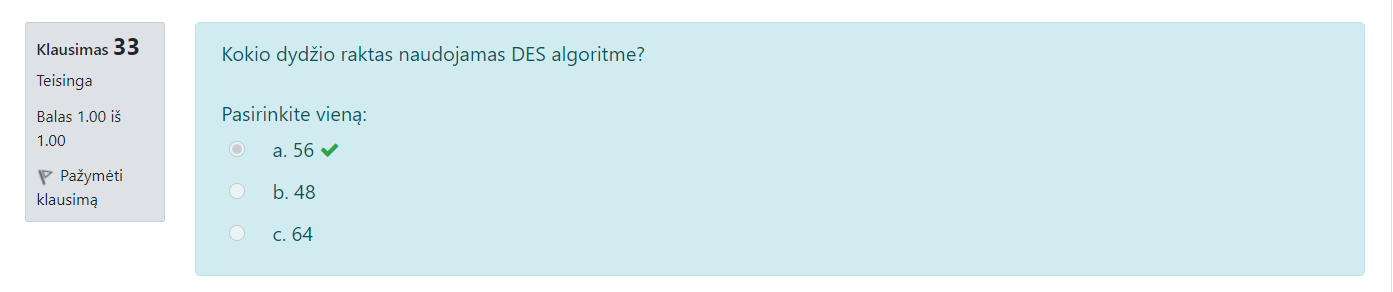 Klausimas 33
Teisinga
Balas 1.00 iš
1.00
Pažymėti
klausimą
Kokio dydžio raktas naudojamas DES algoritme?
Pasirinkite vieną:
a. 56
b. 48
c. 64